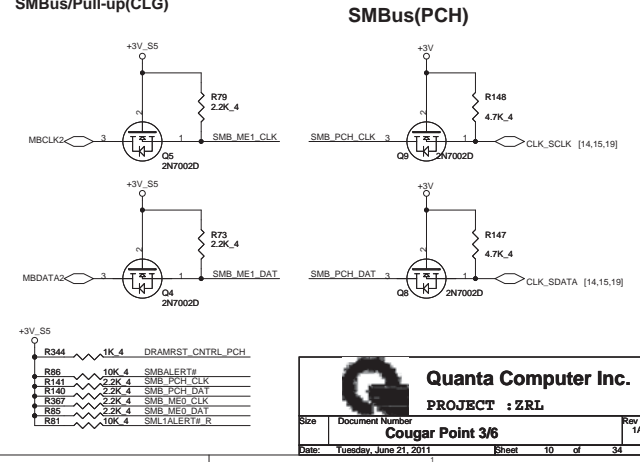 SMBus/Pull-up(CLG)
SMBus(PCH)
+3V_S5
R79
2.2K_4
2
MBCLK2
3
1
SMB_ME1_CLK
Q5
2N7002D
+3V
R148
4.7K_4
2
SMB_PCH_CLK
3
1
CLK_SCLK [14,15,19]
Q9
2N7002D
+3V_S5
R73
2.2K_4
2
MBDATA2
3
1
SMB_ME1_DAT
Q4
2N7002D
+3V
R147
4.7K_4
2
SMB_PCH_DAT
3
1
CLK_SDATA [14,15,19]
Q8
2N7002D
+3V_S5
R344 1K_4 DRAMRST_CNTRL_PCH
R86 10K_4 SMBALERT#
R141 2.2K_4 SMB_PCH_CLK
R140 2.2K_4 SMB_PCH_DAT
R367 2.2K_4 SMB_ME0_CLK
R85 2.2K_4 SMB_ME0_DAT
R81 10K_4 SML1ALERT#_R
Quanta Computer Inc.
PROJECT : ZRL
Size Document Number Rev
Cougar Point 3/6 1A
Date: Tuesday, June 21, 2011 Sheet 10 of 34
1